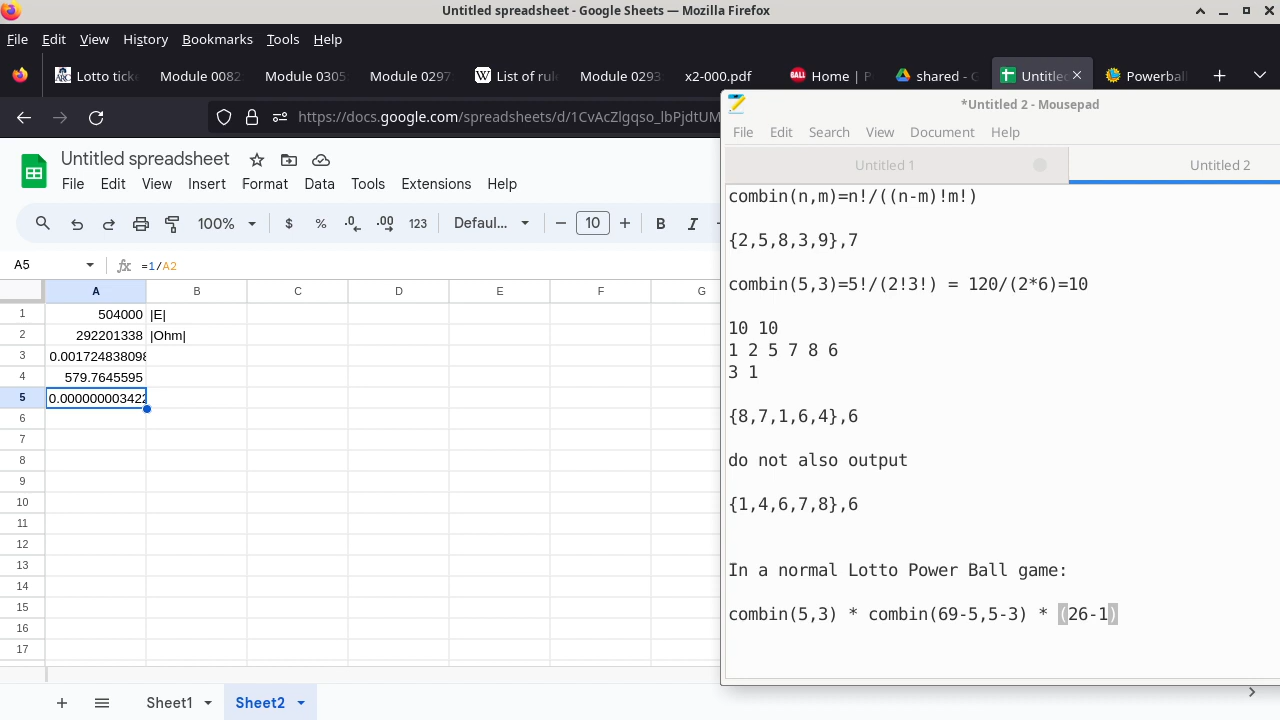 Untitled spreadsheet - Google Sheets — Mozilla Firefox
File Edit View History Bookmarks Tools Help
Lotto ticke Module 0082 Module 0305 Module 0297 List of rule Module 0293 x2-000.pdf Home | P shared - G Untitled Powerball
https://docs.google.com/spreadsheets/d/1CvAcZlgqso_lbPjdtUM
Untitled spreadsheet
File Edit View Insert Format Data Tools Extensions Help
100% $ % .0 .00 123 Defaul... 10 B I
A5 fx =1/A2
A B C D E F G
1 504000 |E|
2 292201338 |Ohm|
3 0.001724838098
4 579.7645595
5 0.000000003422
6
7
8
9
10
11
12
13
14
15
16
17
Sheet1 Sheet2
*Untitled 2 - Mousepad
File Edit Search View Document Help
Untitled 1 Untitled 2
combin(n,m)=n!/((n-m)!m!)
{2,5,8,3,9},7
combin(5,3)=5!/(2!3!) = 120/(2*6)=10
10 10
1 2 5 7 8 6
3 1
{8,7,1,6,4},6
do not also output
{1,4,6,7,8},6
In a normal Lotto Power Ball game:
combin(5,3) * combin(69-5,5-3) * (26-1)